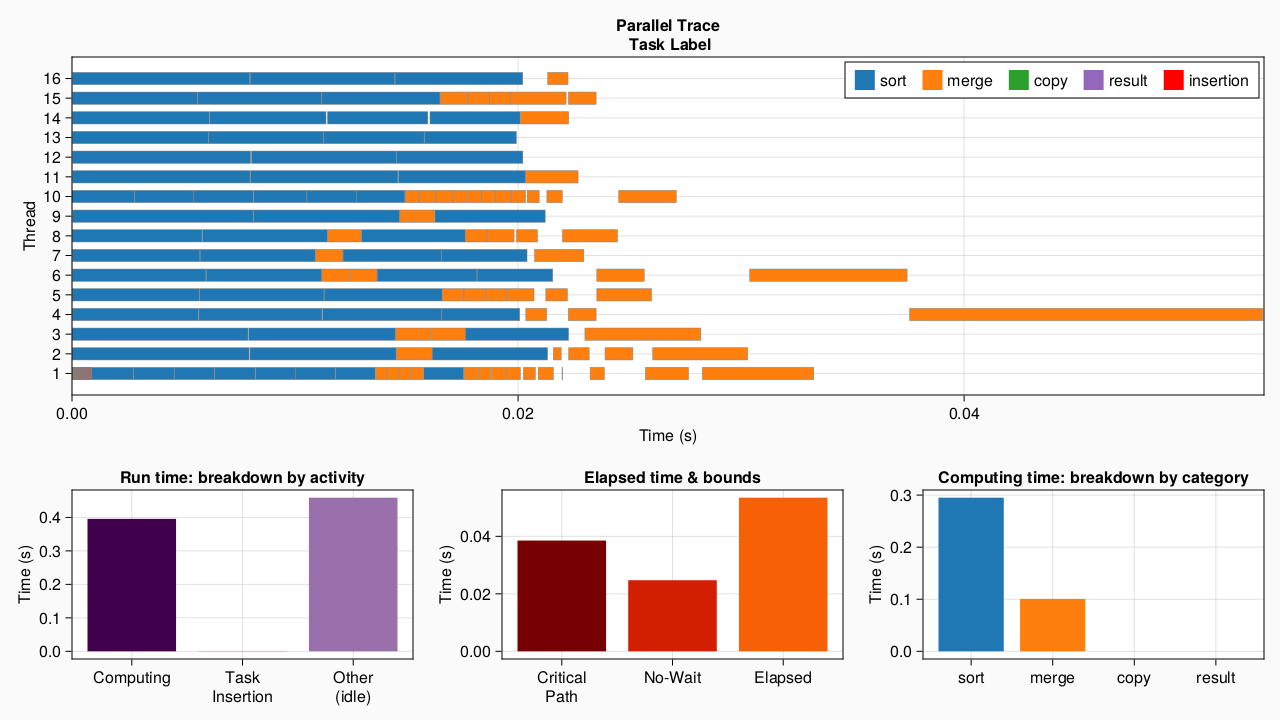 Parallel Trace
Task Label
sort merge copy result insertion
Thread
16
15
14
13
12
11
10
9
8
7
6
5
4
3
2
1
0.00 0.02 0.04
Time (s)
Run time: breakdown by activity
Time (s)
0.4
0.3
0.2
0.1
0.0
Computing Task Other
Insertion (idle)
Elapsed time & bounds
Time (s)
0.04
0.02
0.00
Critical No-Wait Elapsed
Path
Computing time: breakdown by category
Time (s)
0.3
0.2
0.1
0.0
sort merge copy result